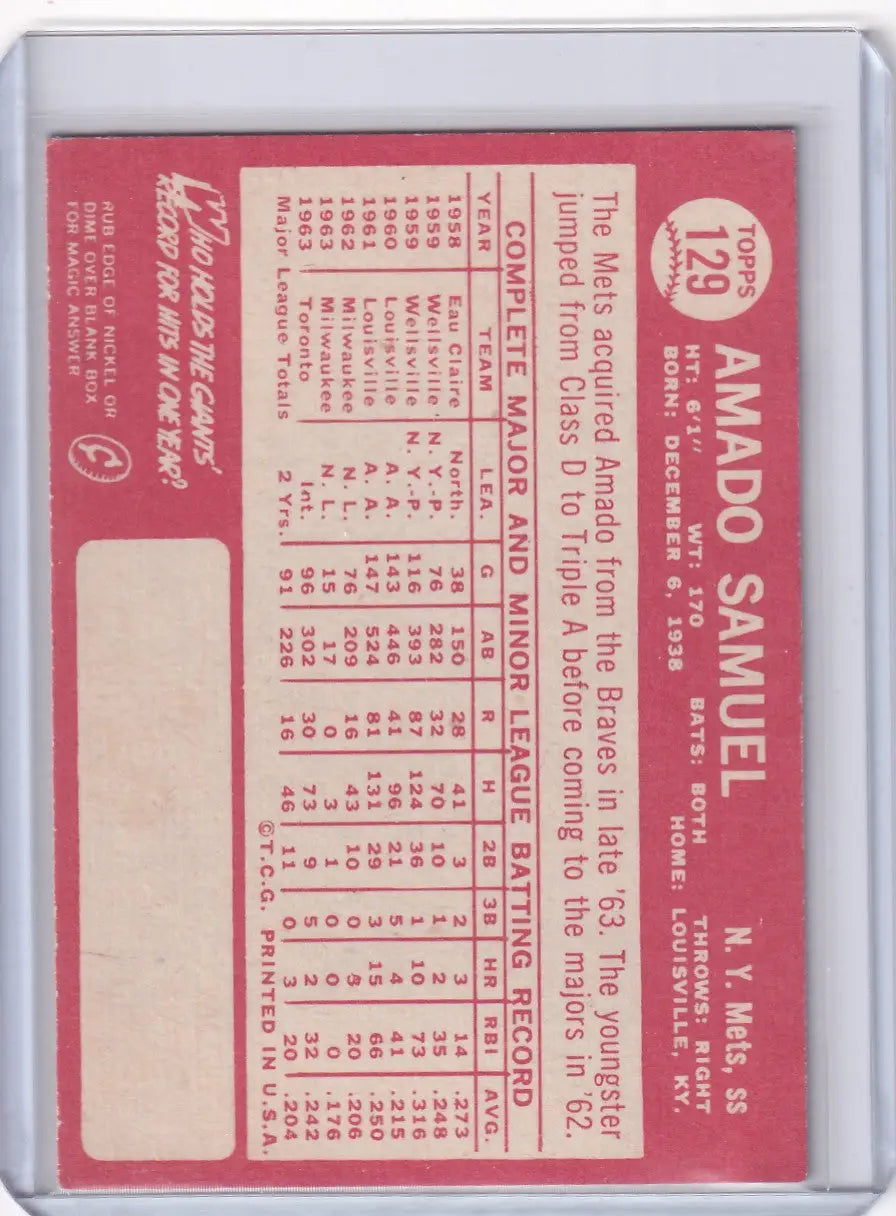 TOPPS
129
AMADO SAMUEL N. Y. Mets, SS
HT: 6'1" WT: 170 BATS: BOTH THROWS: RIGHT
BORN: DECEMBER 6, 1938 HOME: LOUISVILLE, KY.
The Mets acquired Amado from the Braves in late '63. The youngster
jumped from Class D to Triple A before coming to the majors in '62.
COMPLETE MAJOR AND MINOR LEAGUE BATTING RECORD
YEAR TEAM LEA. G AB R H 2B 3B HR RBI AVG.
1958 Eau Claire North. 38 150 28 41 3 2 3 14 .273
1959 Wellsville N. Y.-P. 76 282 32 70 10 1 2 35 .248
1959 Wellsville N. Y.-P. 116 393 87 124 36 1 10 73 .316
1960 Louisville A. A. 143 446 41 96 21 5 4 41 .215
1961 Louisville A. A. 147 524 81 131 29 3 15 66 .250
1962 Milwaukee N. L. 76 209 16 43 10 0 3 20 .206
1963 Milwaukee N. L. 15 17 0 3 1 0 0 0 .176
1963 Toronto Int. 96 302 30 73 9 5 2 32 .242
Major League Totals 2 Yrs. 91 226 16 46 11 0 3 20 .204
©T.C.G. PRINTED IN U.S.A.
WHO HOLDS THE GIANTS'
RECORD FOR HITS IN ONE YEAR?
RUB EDGE OF NICKEL OR
DIME OVER BLANK BOX
FOR MAGIC ANSWER